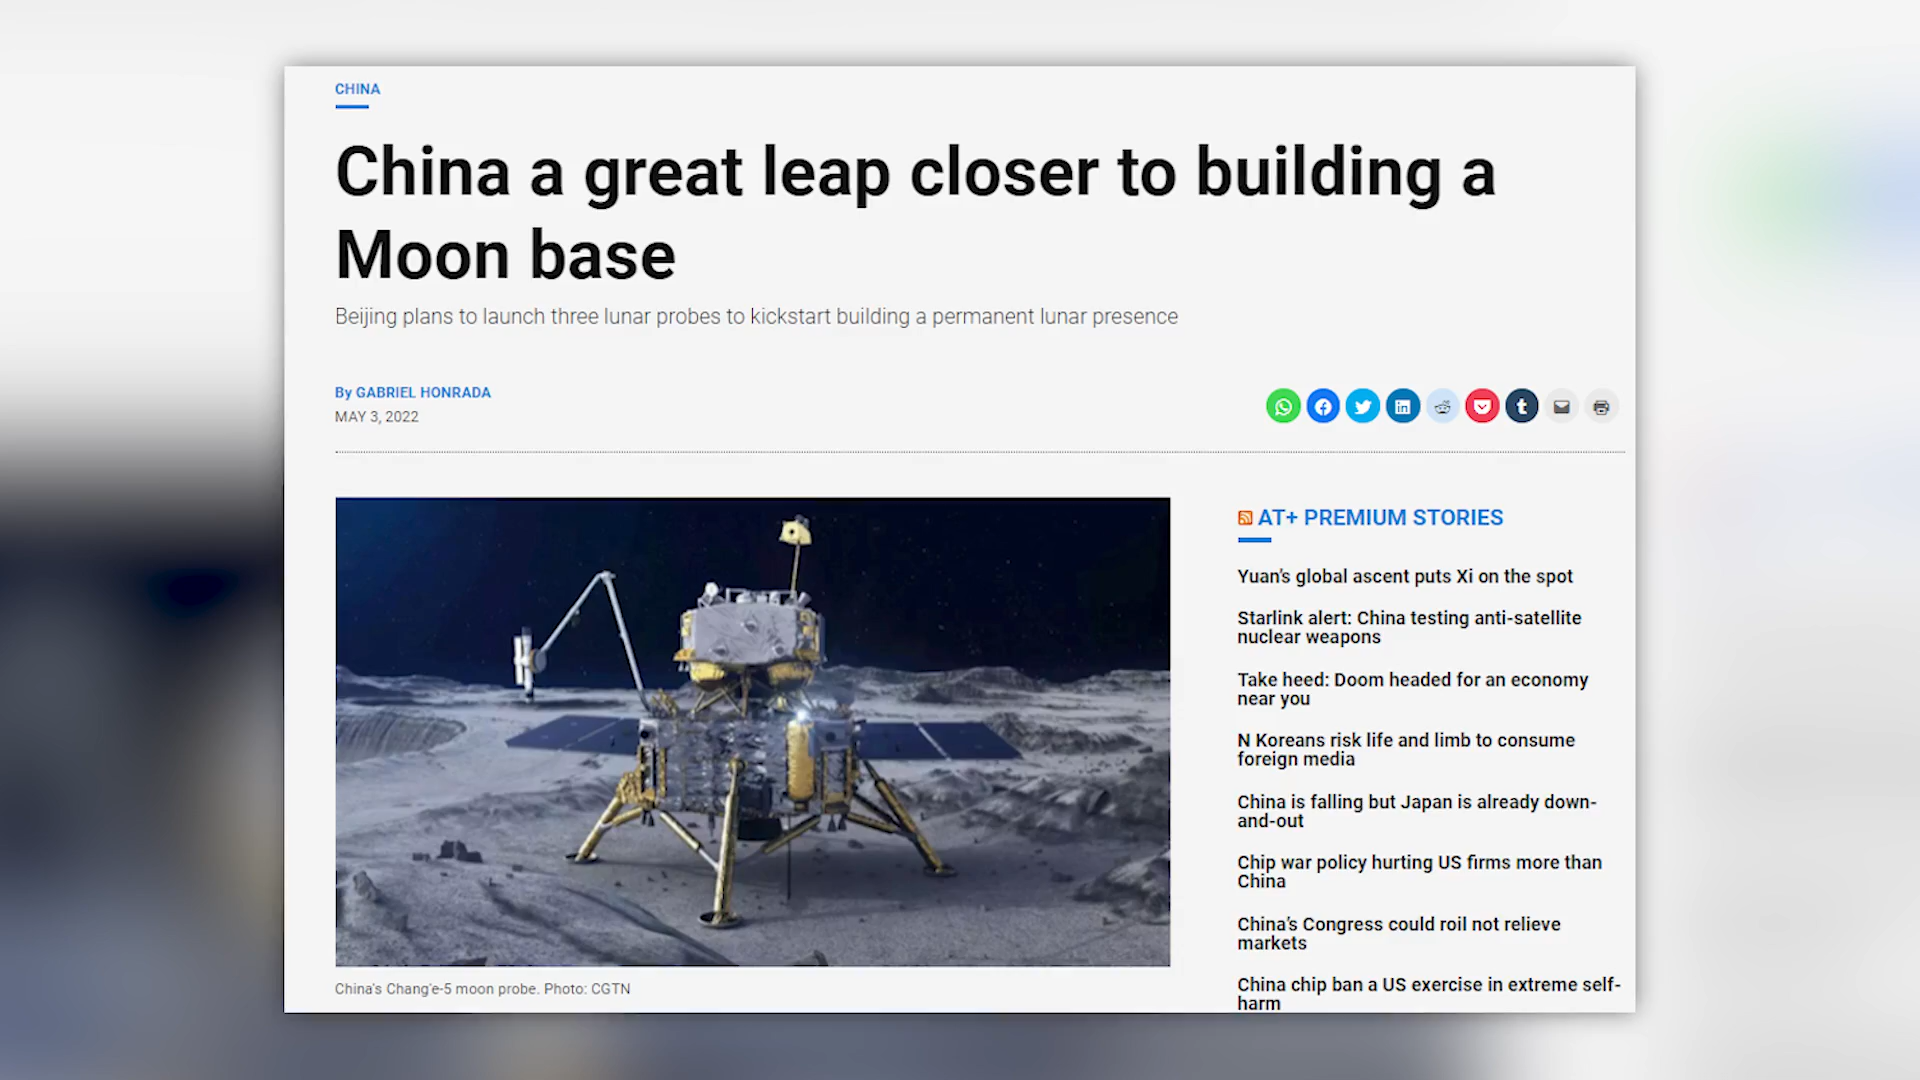 CHINA
China a great leap closer to building a
Moon base
Beijing plans to launch three lunar probes to kickstart building a permanent lunar presence
By GABRIEL HONRADA
MAY 3, 2022
AT+ PREMIUM STORIES
Yuan's global ascent puts Xi on the spot
Starlink alert: China testing anti-satellite
nuclear weapons
Take heed: Doom headed for an economy
near you
N Koreans risk life and limb to consume
foreign media
China is falling but Japan is already down-
and-out
Chip war policy hurting US firms more than
China
China's Congress could roil not relieve
markets
China chip ban a US exercise in extreme self-
harm
China's Chang'e-5 moon probe. Photo: CGTN